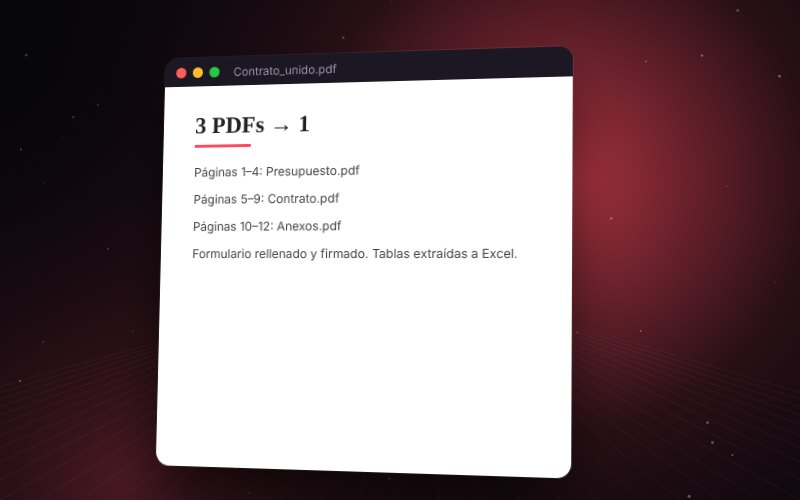 Contrato_unido.pdf
3 PDFs → 1
Páginas 1–4: Presupuesto.pdf
Páginas 5–9: Contrato.pdf
Páginas 10–12: Anexos.pdf
Formulario rellenado y firmado. Tablas extraídas a Excel.